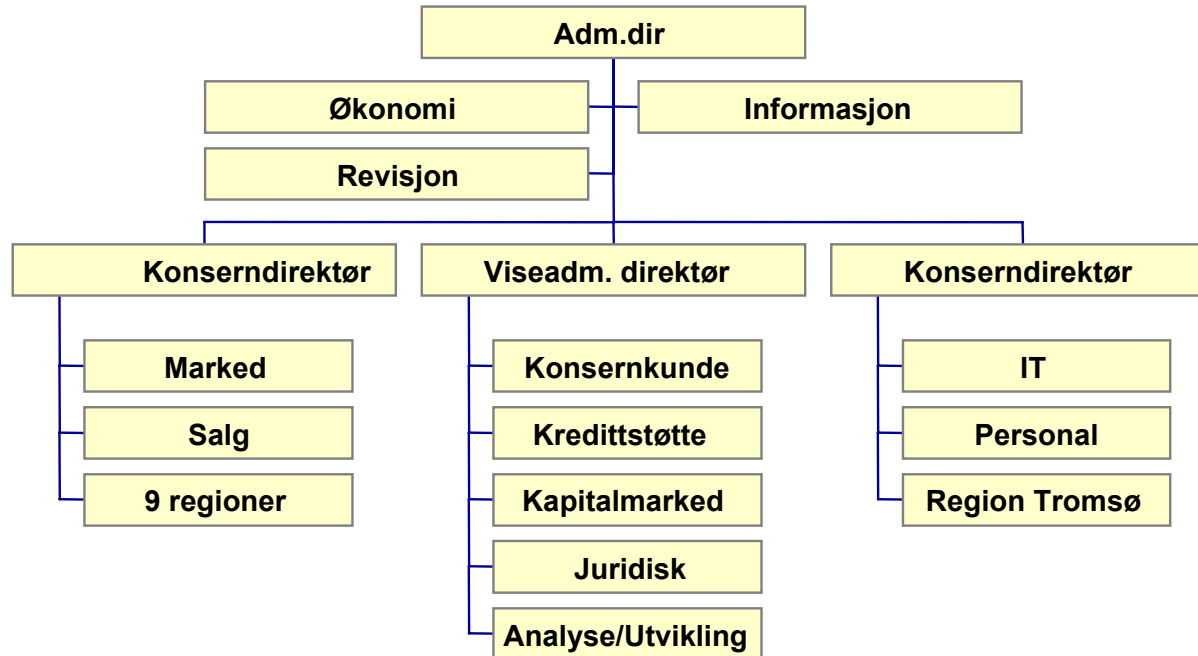 Adm.dir
Økonomi
Informasjon
Revisjon
Konserndirektør
Viseadm. direktør
Konserndirektør
Marked
Salg
9 regioner
Konsernkunde
Kredittstøtte
Kapitalmarked
Juridisk
Analyse/Utvikling
IT
Personal
Region Tromsø